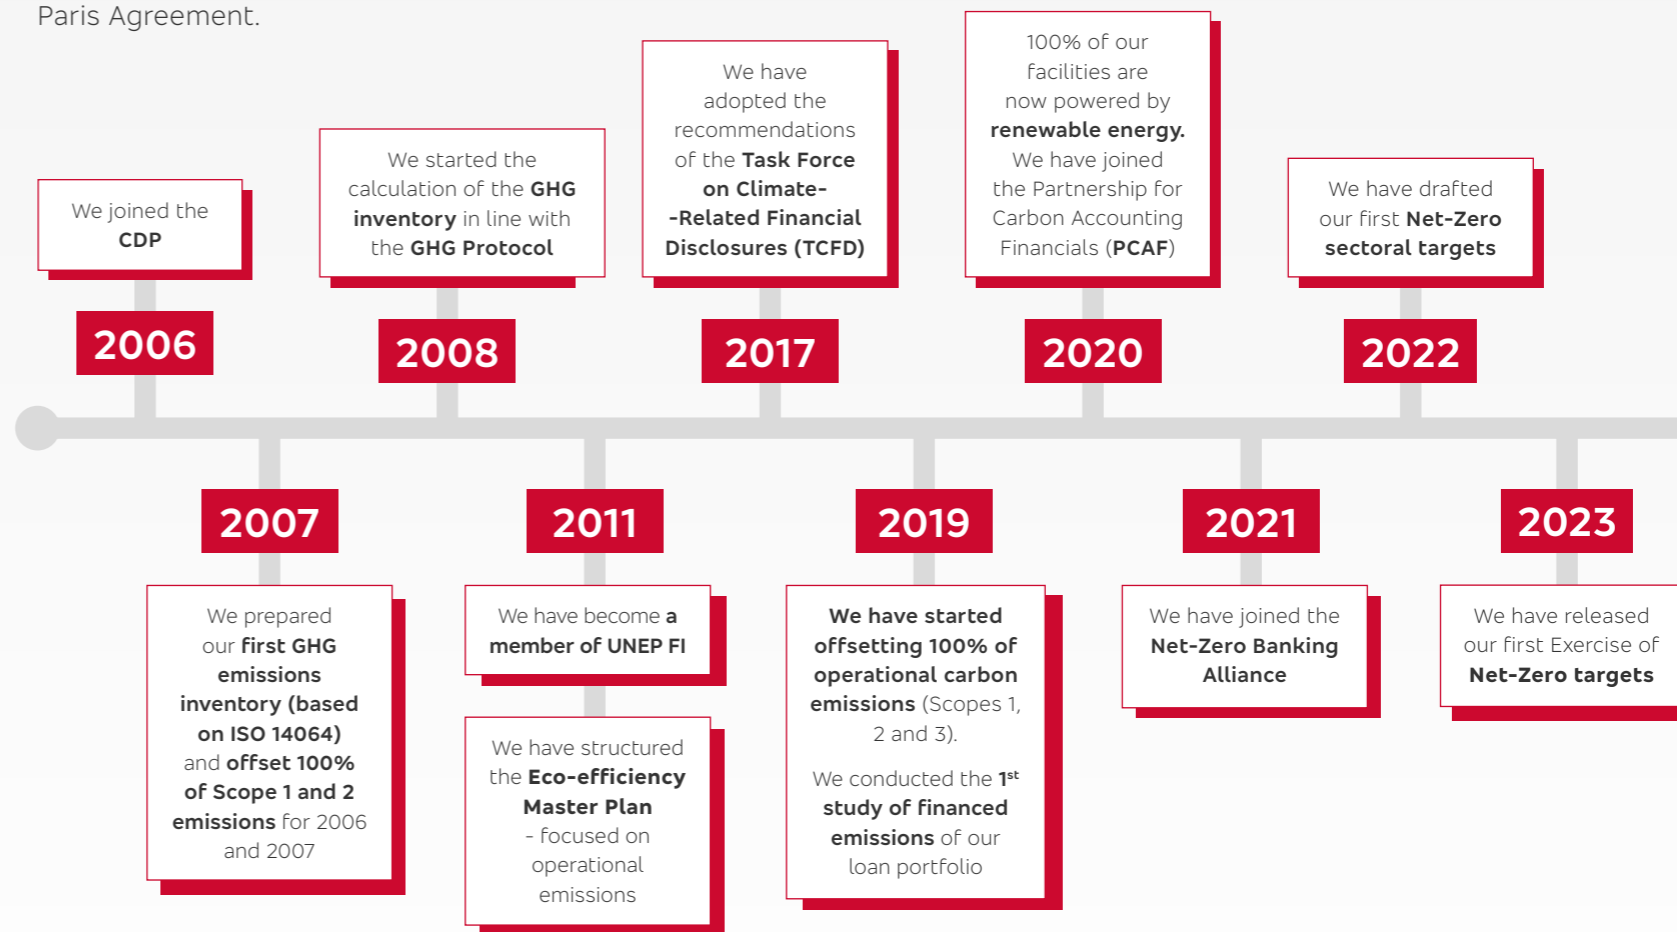 Paris Agreement.
We joined the
CDP
2006
We started the
calculation of the GHG
inventory in line with
the GHG Protocol
2008
We have
adopted the
recommendations
of the Task Force
on Climate-
-Related Financial
Disclosures (TCFD)
2017
100% of our
facilities are
now powered by
renewable energy.
We have joined
the Partnership for
Carbon Accounting
Financials (PCAF)
2020
We have drafted
our first Net-Zero
sectoral targets
2022
2007
We prepared
our first GHG
emissions
inventory (based
on ISO 14064)
and offset 100%
of Scope 1 and 2
emissions for 2006
and 2007
2011
We have become a
member of UNEP FI
We have structured
the Eco-efficiency
Master Plan
- focused on
operational
emissions
2019
We have started
offsetting 100% of
operational carbon
emissions (Scopes 1,
2 and 3).
We conducted the 1st
study of financed
emissions of our
loan portfolio
2021
We have joined the
Net-Zero Banking
Alliance
2023
We have released
our first Exercise of
Net-Zero targets